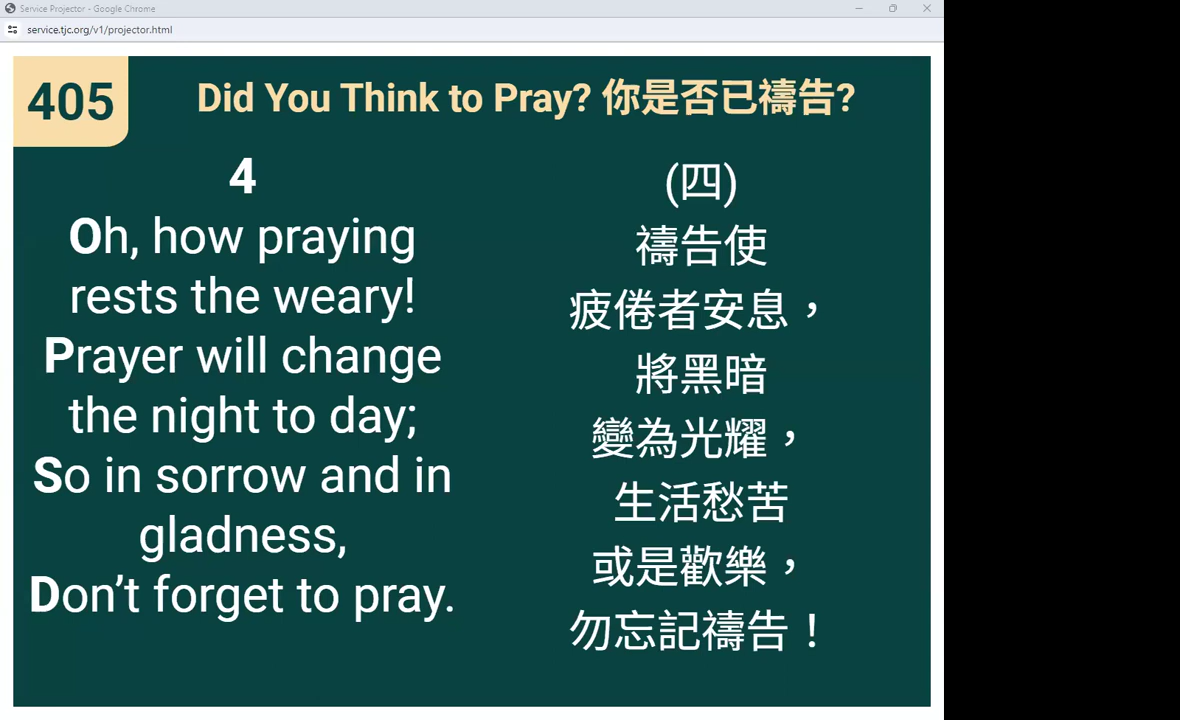 Service Projector - Google Chrome
service.tjc.org/v1/projector.html
405
Did You Think to Pray? 你是否已禱告?
4
Oh, how praying
rests the weary!
Prayer will change
the night to day;
So in sorrow and in
gladness,
Don’t forget to pray.
(四)
禱告使
疲倦者安息，
將黑暗
變為光耀，
生活愁苦
或是歡樂，
勿忘記禱告！